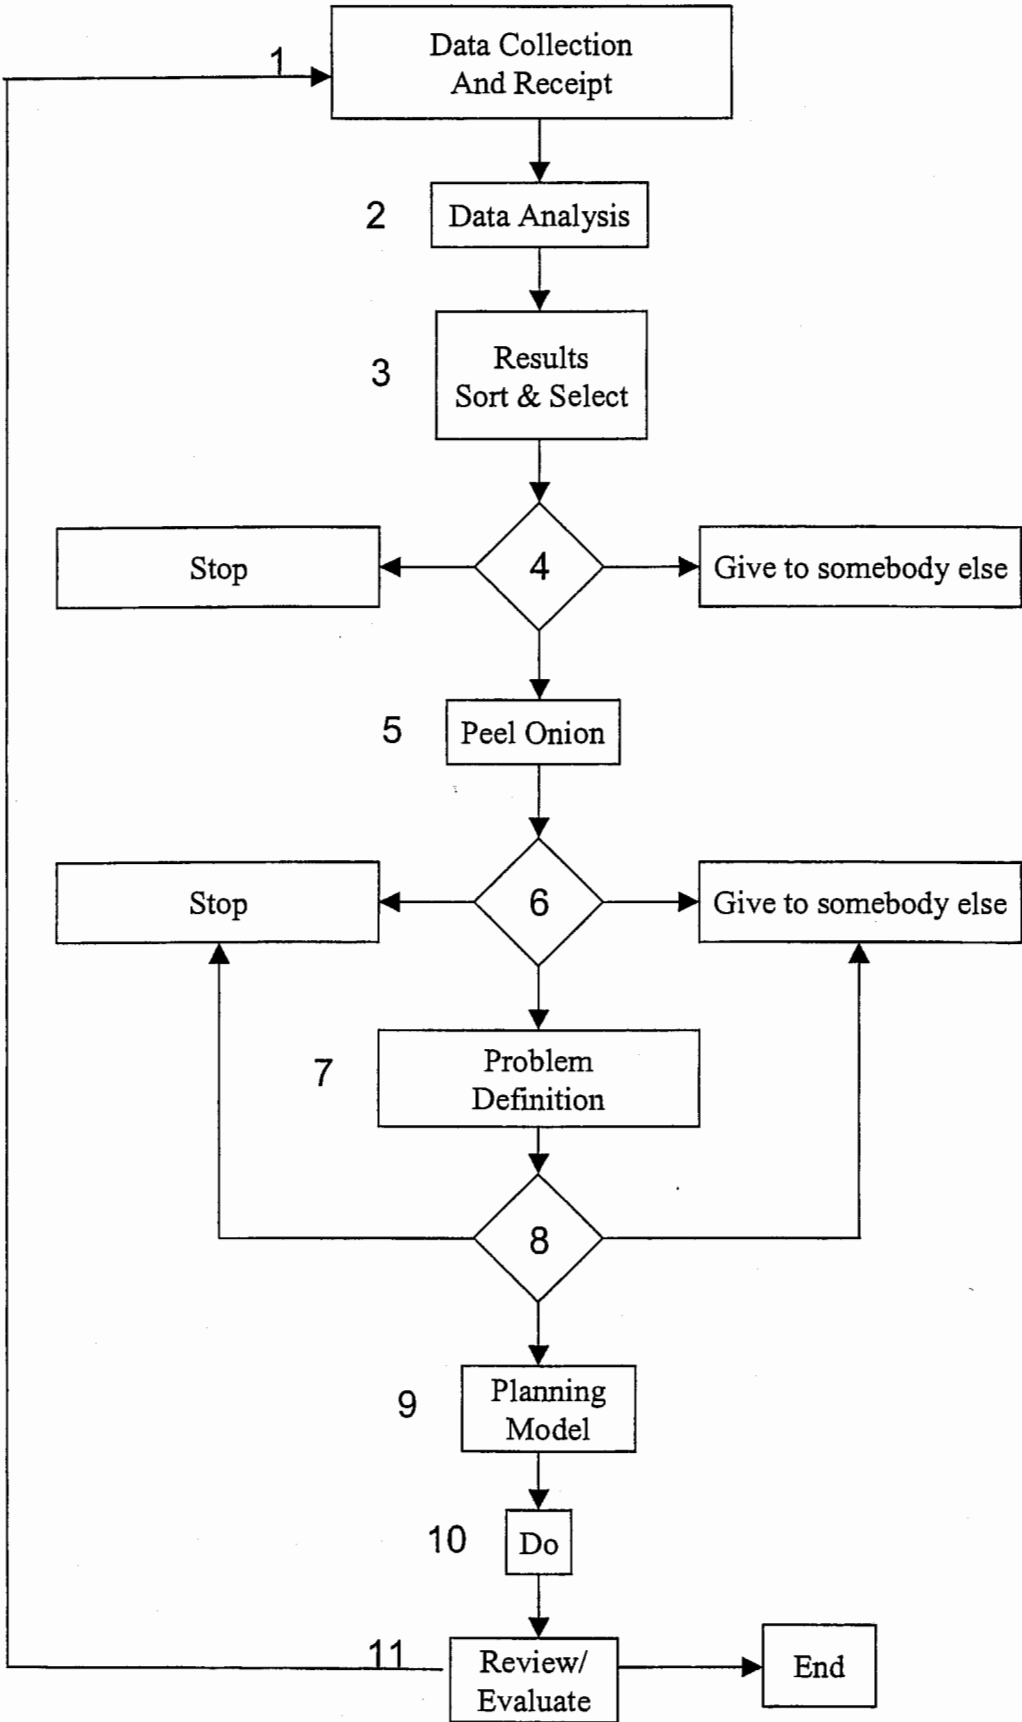 1
Data Collection
And Receipt
2
Data Analysis
3
Results
Sort & Select
Stop
4
Give to somebody else
5
Peel Onion
Stop
6
Give to somebody else
7
Problem
Definition
8
9
Planning
Model
10
Do
11
Review/
Evaluate
End